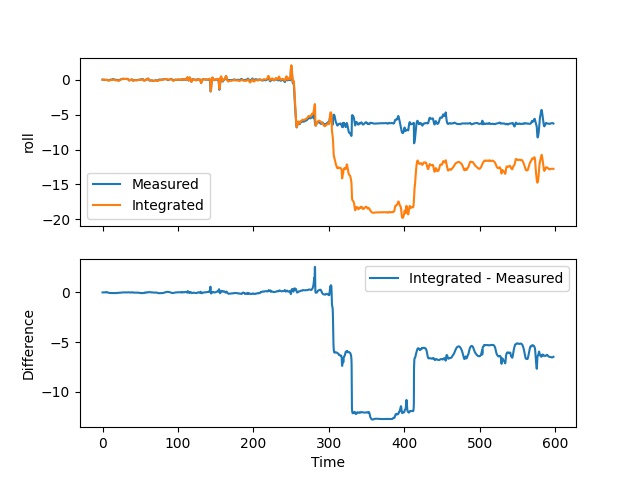 0
−5
−10
−15
−20
roll
Measured
Integrated
0
−5
−10
Difference
Integrated - Measured
0
100
200
300
400
500
600
Time